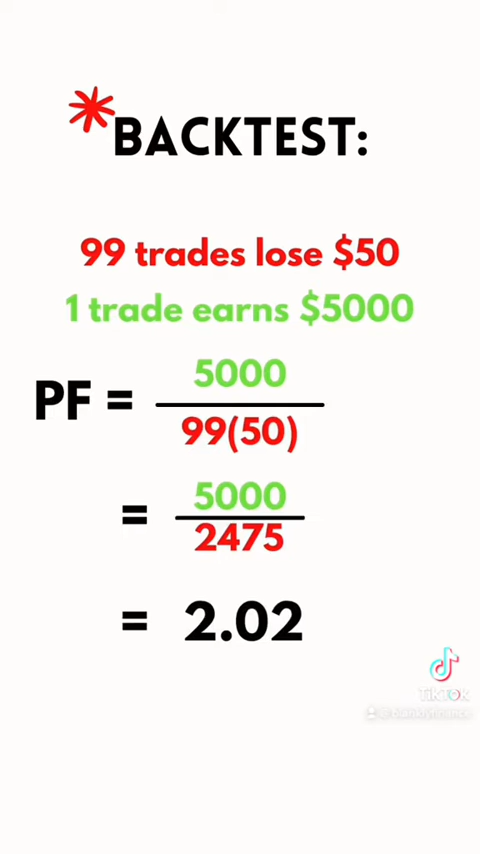 *BACKTEST:
99 trades lose $50
1 trade earns $5000
PF = 5000
99(50)
= 5000
2475
= 2.02
TikTok